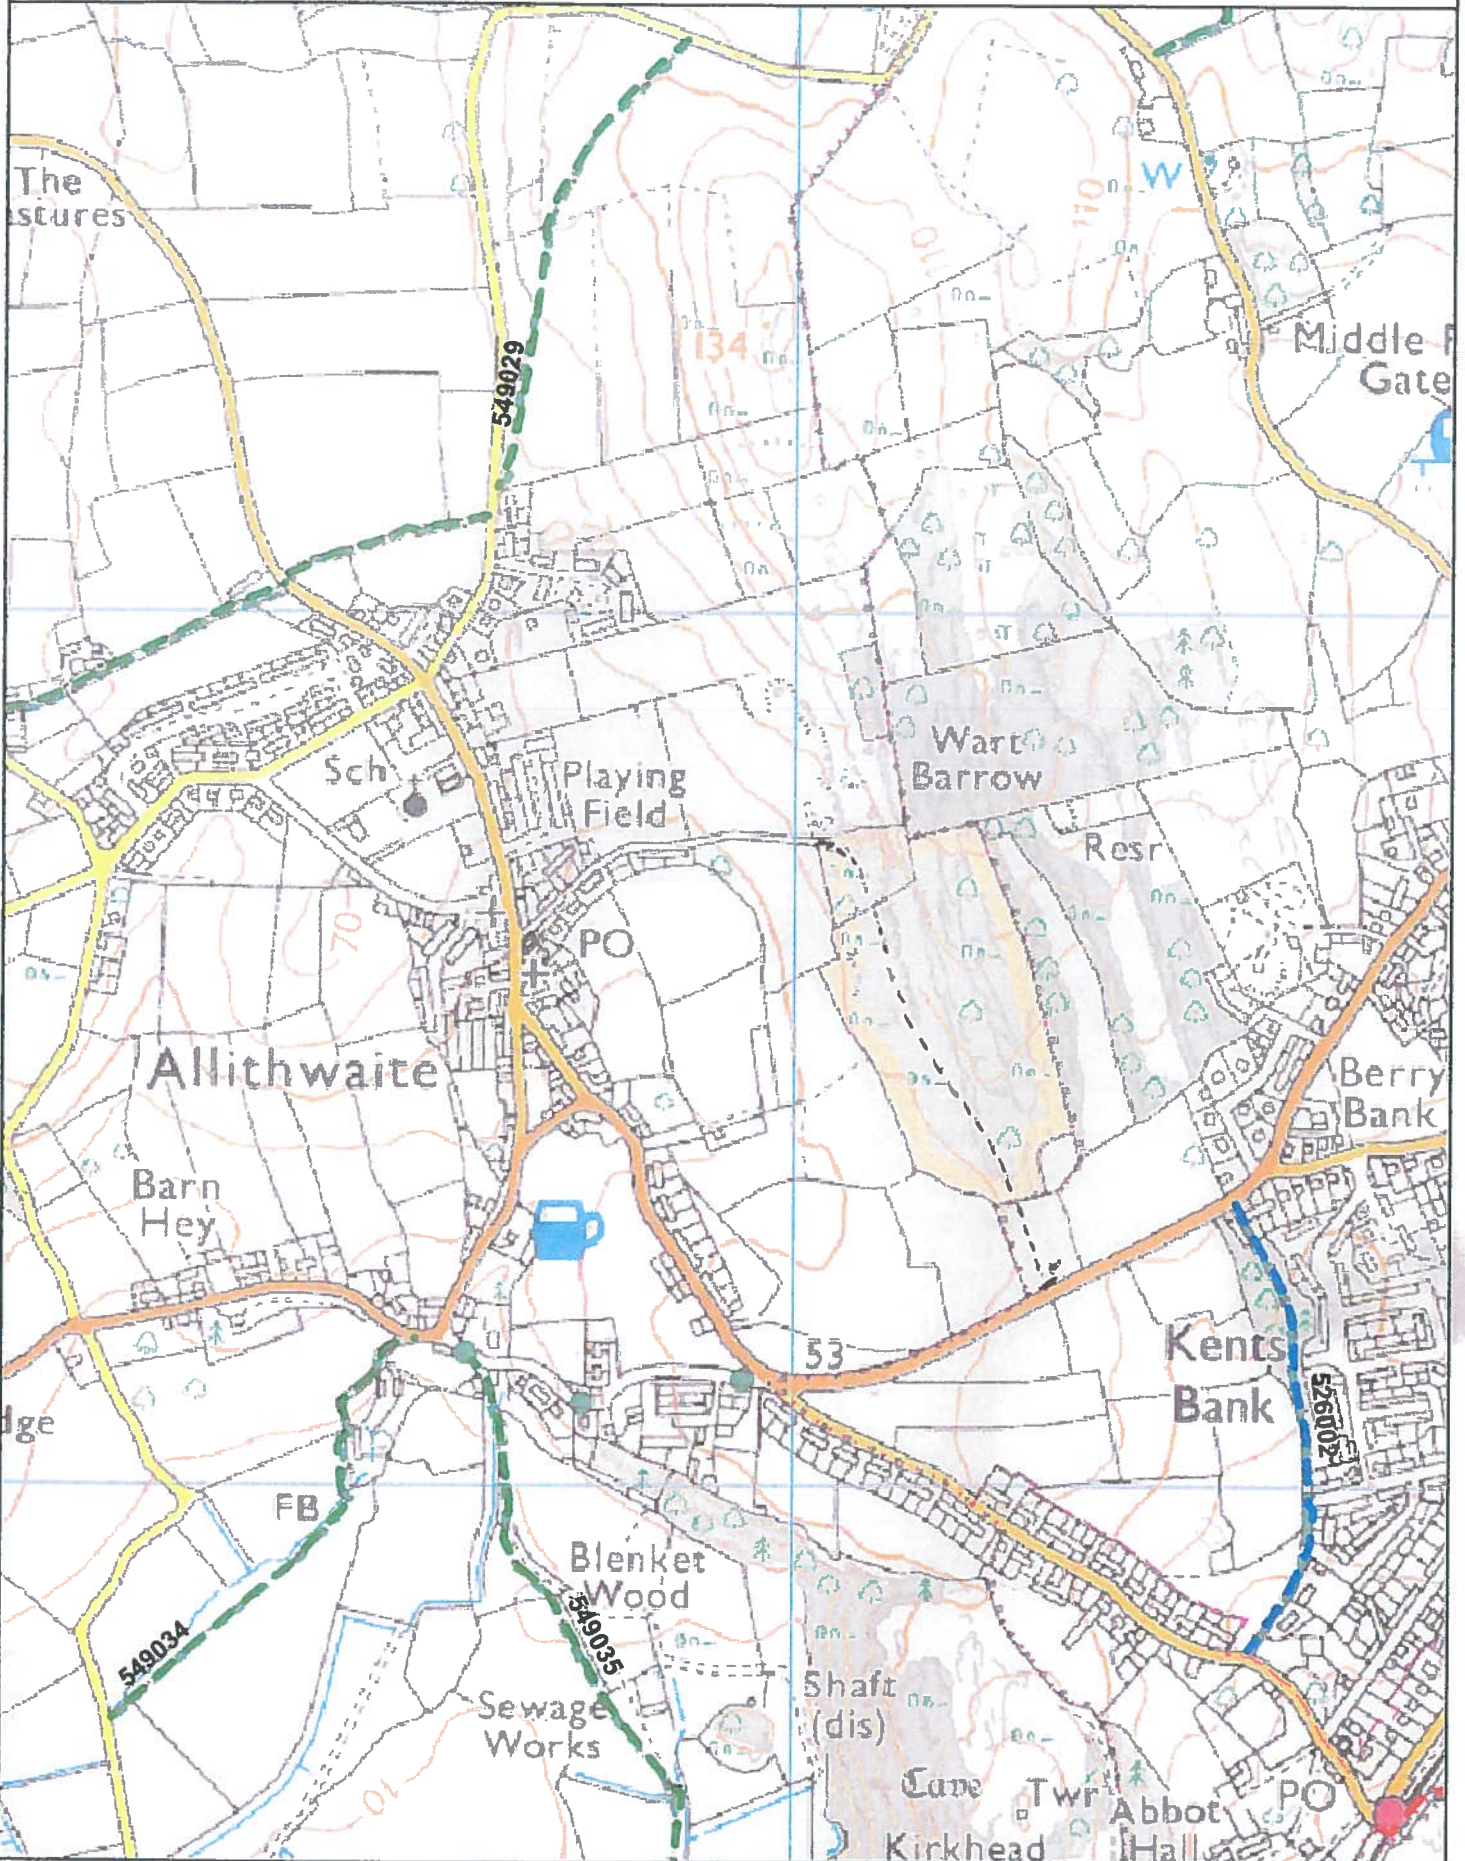 The
astures
W
110
549029
134
Middle
Gate
Sch
Playing
Field
Wart
Barrow
Resr
70
PO
Allithwaite
Berry
Bank
Barn
Hey
53
Kents
Bank
526002
dge
FB
Blenket
Wood
549034
549035
Sewage
Works
Shaft
(dis)
10
Cave
Twr
Abbot
Hall
PO
Kirkhead